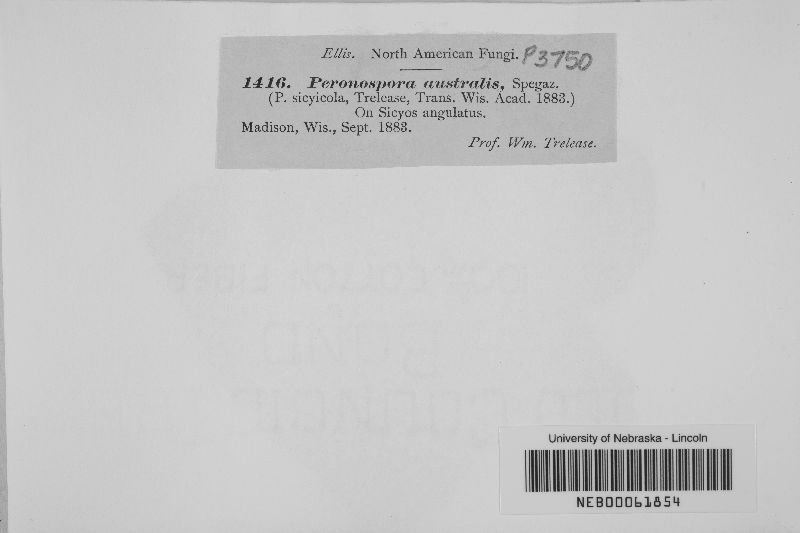 Ellis. North American Fungi. P3750
1416. Peronospora australis, Spegaz.
(P. sicyicola, Trelease, Trans. Wis. Acad. 1883.)
On Sicyos angulatus.
Madison, Wis., Sept. 1883.
Prof. Wm. Trelease.
University of Nebraska - Lincoln
NEB00061854